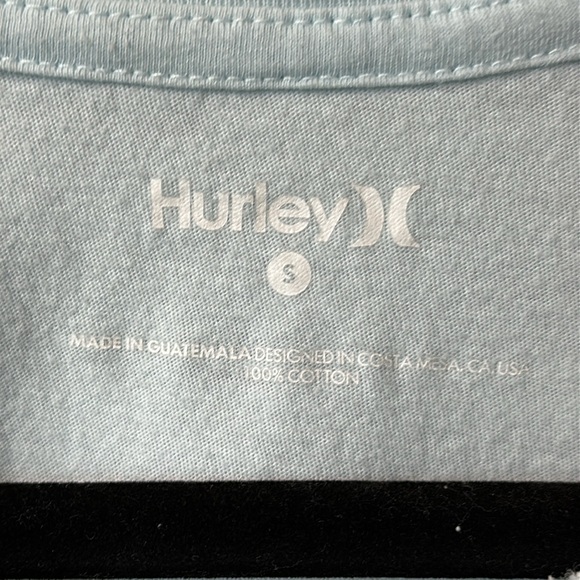 Hurley
S
MADE IN GUATEMALA.DESIGNED IN COSTA MESA, CA, USA
100% COTTON